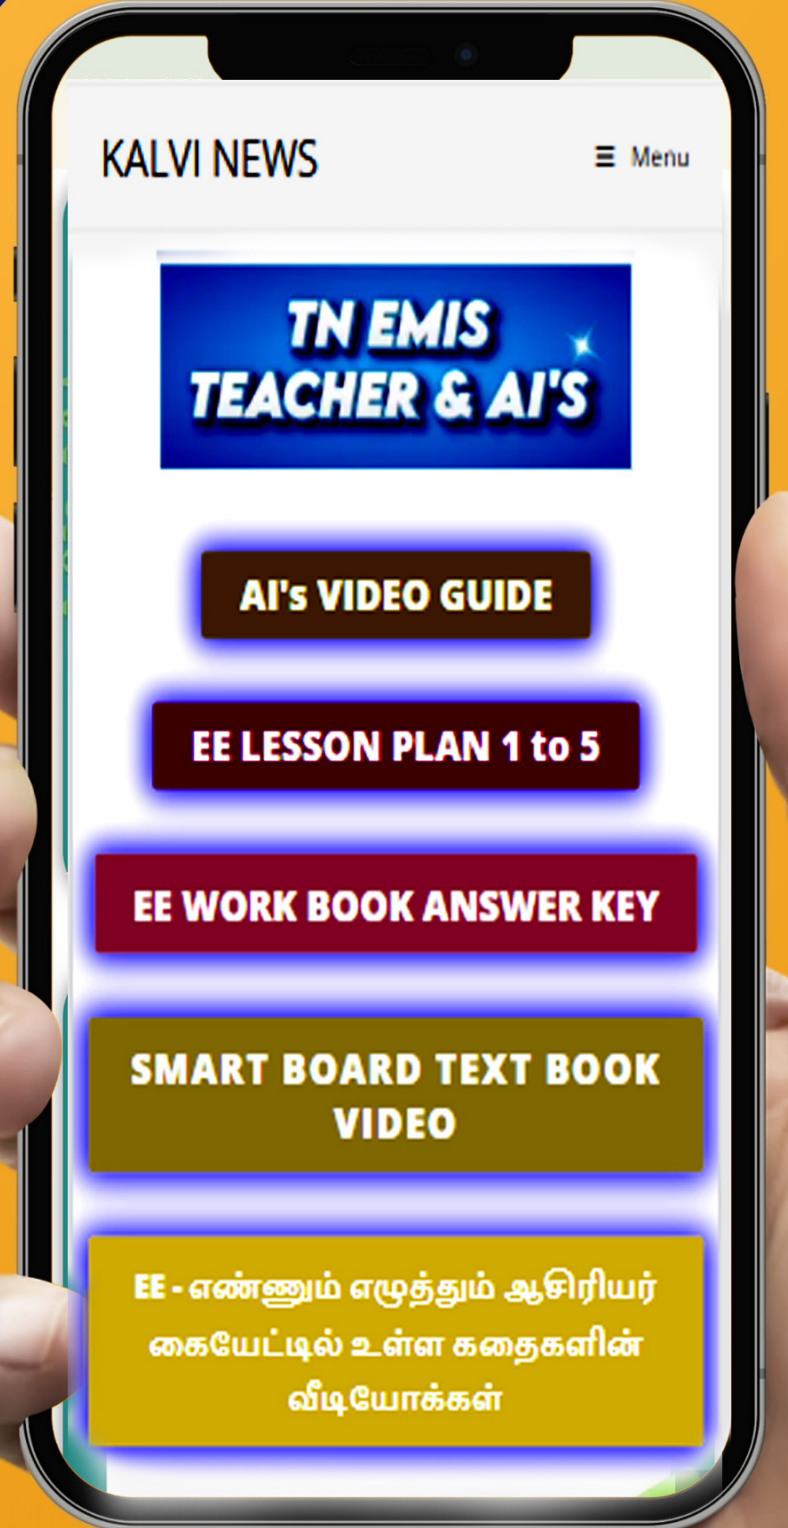 KALVI NEWS
☰ Menu
TN EMIS
TEACHER & AI'S
AI's VIDEO GUIDE
EE LESSON PLAN 1 to 5
EE WORK BOOK ANSWER KEY
SMART BOARD TEXT BOOK
VIDEO
EE - எண்ணும் எழுத்தும் ஆசிரியர்
கையேட்டில் உள்ள கதைகளின்
வீடியோக்கள்